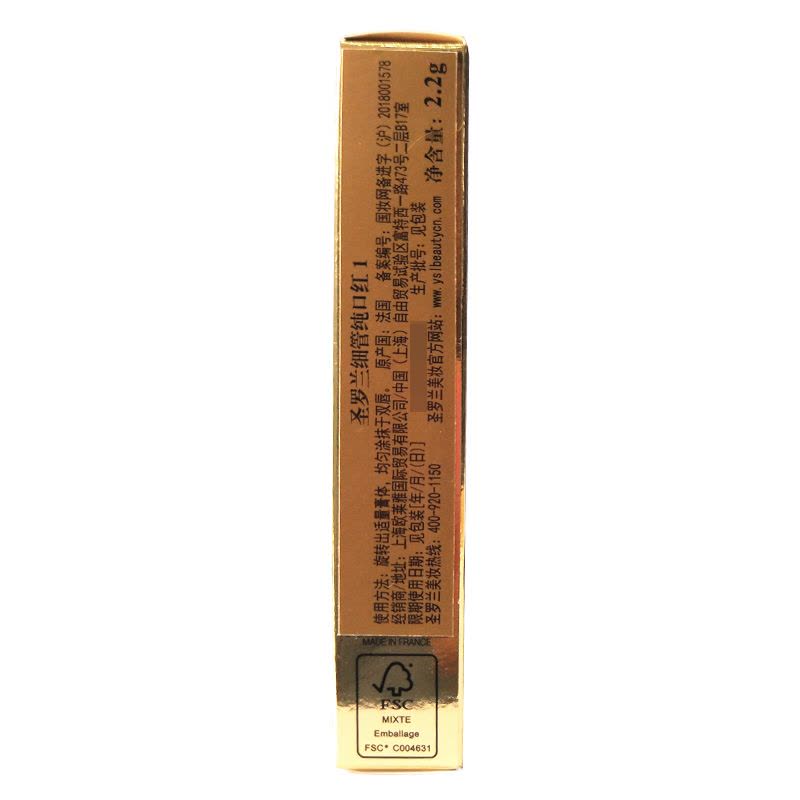 圣罗兰细管纯口红1
使用方法：旋转出适量膏体，均匀涂抹于双唇。 原产国：法国 备案编号：国妆网备进字（沪）2018001578
经销商/地址：上海欧莱雅国际贸易有限公司/中国（上海）自由贸易试验区富特西一路473号二层B17室
限期使用日期：见包装[年/月/(日)] 生产批号：见包装
圣罗兰美妆热线：400-920-1150 圣罗兰美妆官方网站：www.yslbeautycn.com 净含量：2.2g
MADE IN FRANCE
FSC
MIXTE
Emballage
FSC* C004631